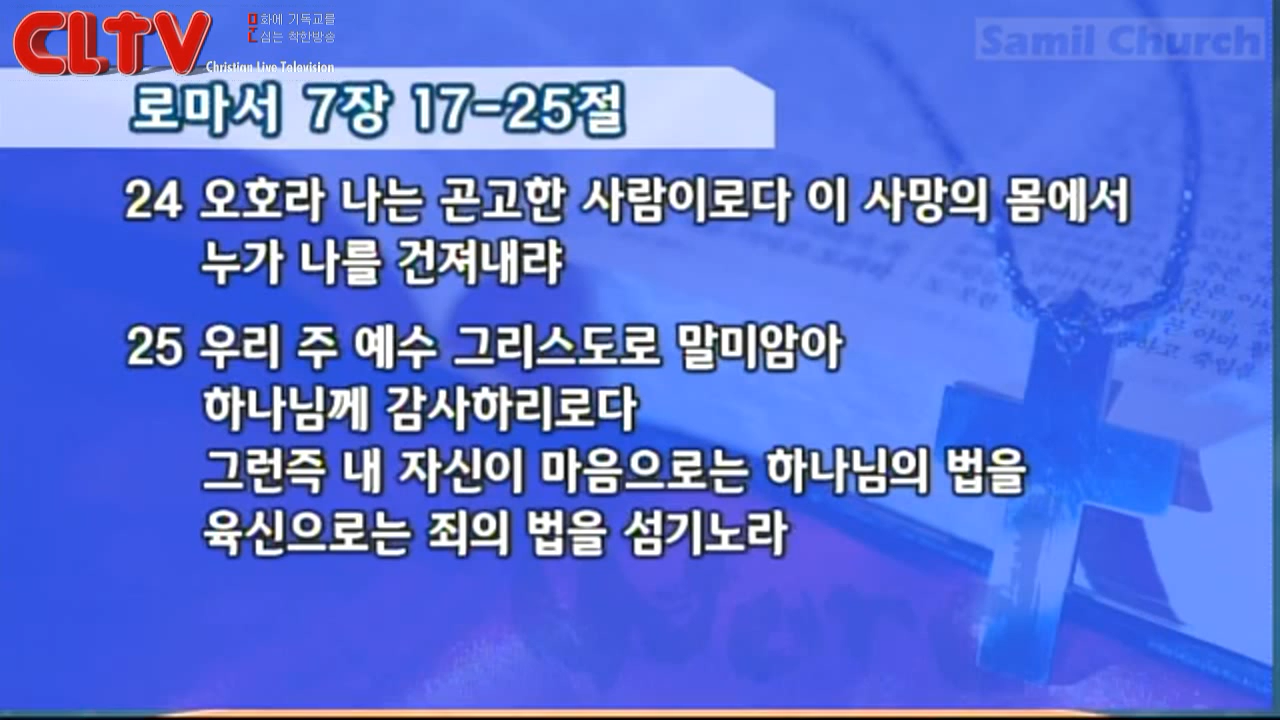 CLTV
미디어에 기독교를
심는 착한방송
Christian Live Television
Samil Church
로마서 7장 17-25절
24 오호라 나는 곤고한 사람이로다 이 사망의 몸에서
누가 나를 건져내랴
25 우리 주 예수 그리스도로 말미암아
하나님께 감사하리로다
그런즉 내 자신이 마음으로는 하나님의 법을
육신으로는 죄의 법을 섬기노라